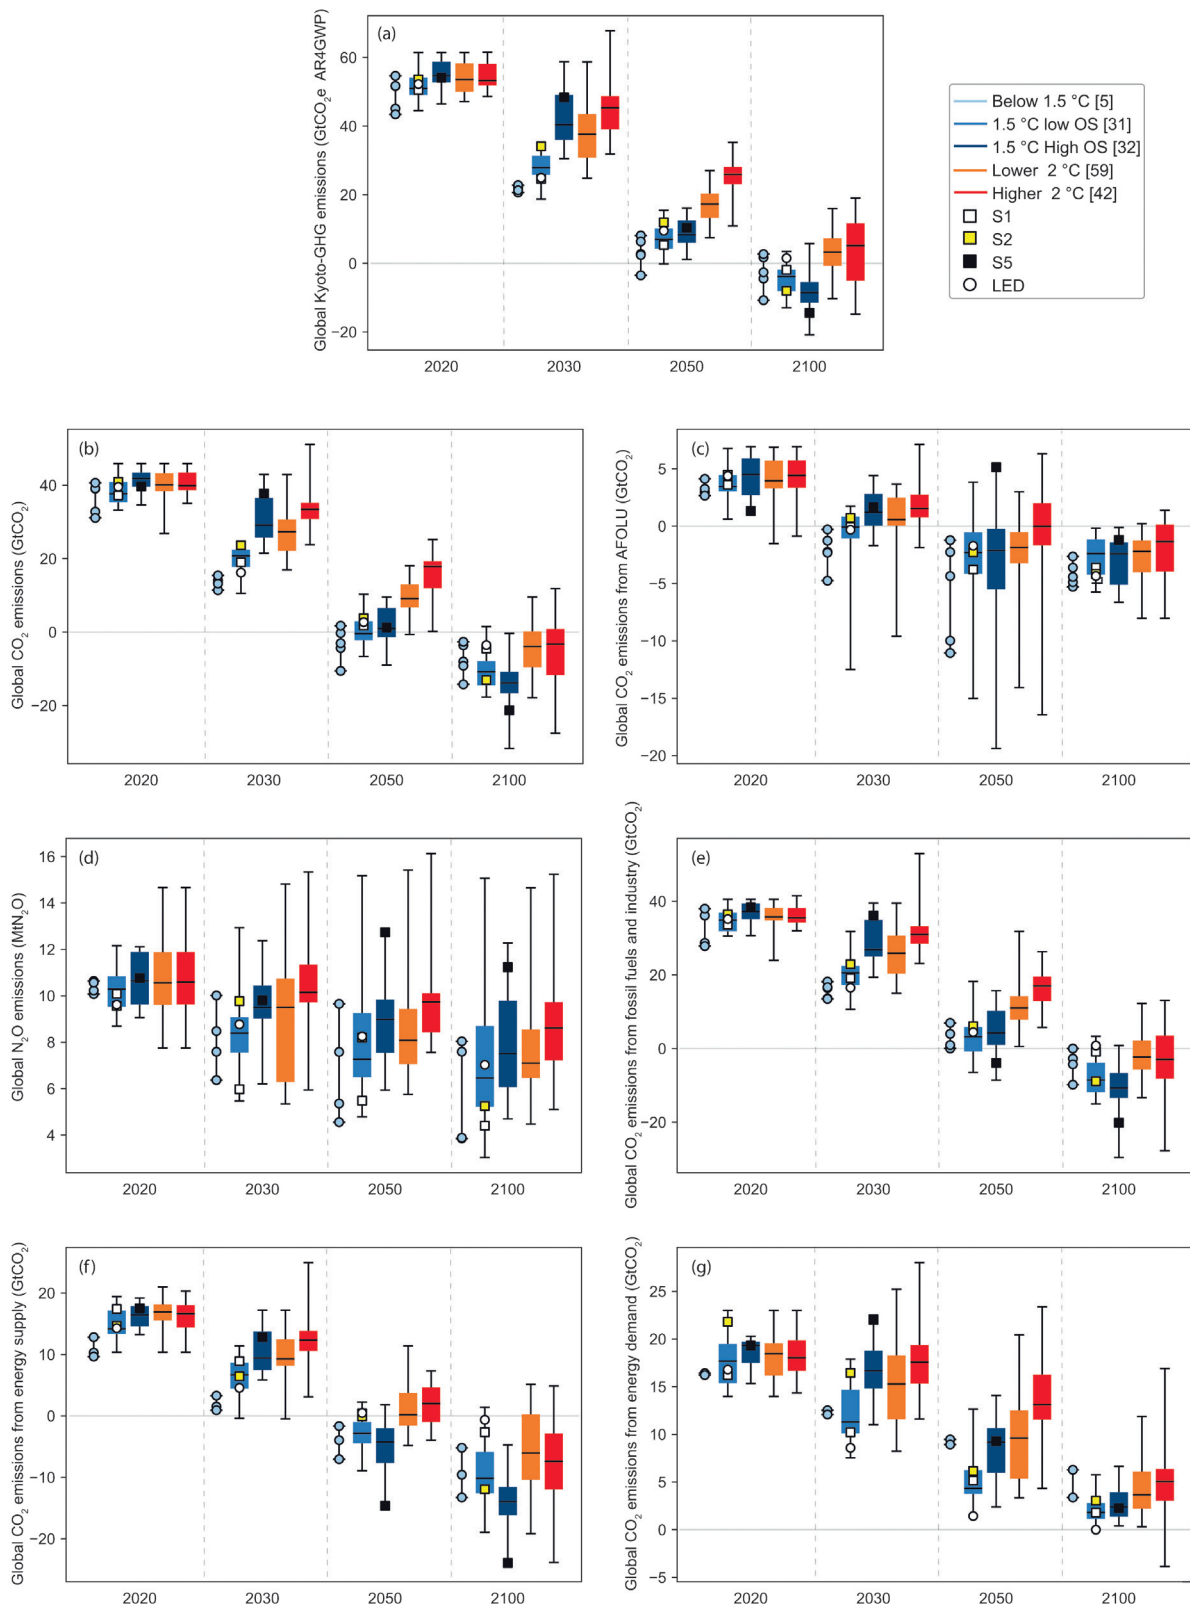 (a)
Global Kyoto-GHG emissions (GtCO₂e AR4GWP)
60
40
20
0
−20
2020 2030 2050 2100
Below 1.5 °C [5]
1.5 °C low OS [31]
1.5 °C High OS [32]
Lower 2 °C [59]
Higher 2 °C [42]
S1
S2
S5
LED
(b)
Global CO₂ emissions (GtCO₂)
40
20
0
−20
2020 2030 2050 2100
(c)
Global CO₂ emissions from AFOLU (GtCO₂)
5
0
−5
−10
−15
−20
2020 2030 2050 2100
(d)
Global N₂O emissions (MtN₂O)
16
14
12
10
8
6
4
2020 2030 2050 2100
(e)
Global CO₂ emissions from fossil fuels and industry (GtCO₂)
40
20
0
−20
2020 2030 2050 2100
(f)
Global CO₂ emissions from energy supply (GtCO₂)
20
10
0
−10
−20
2020 2030 2050 2100
(g)
Global CO₂ emissions from energy demand (GtCO₂)
25
20
15
10
5
0
−5
2020 2030 2050 2100